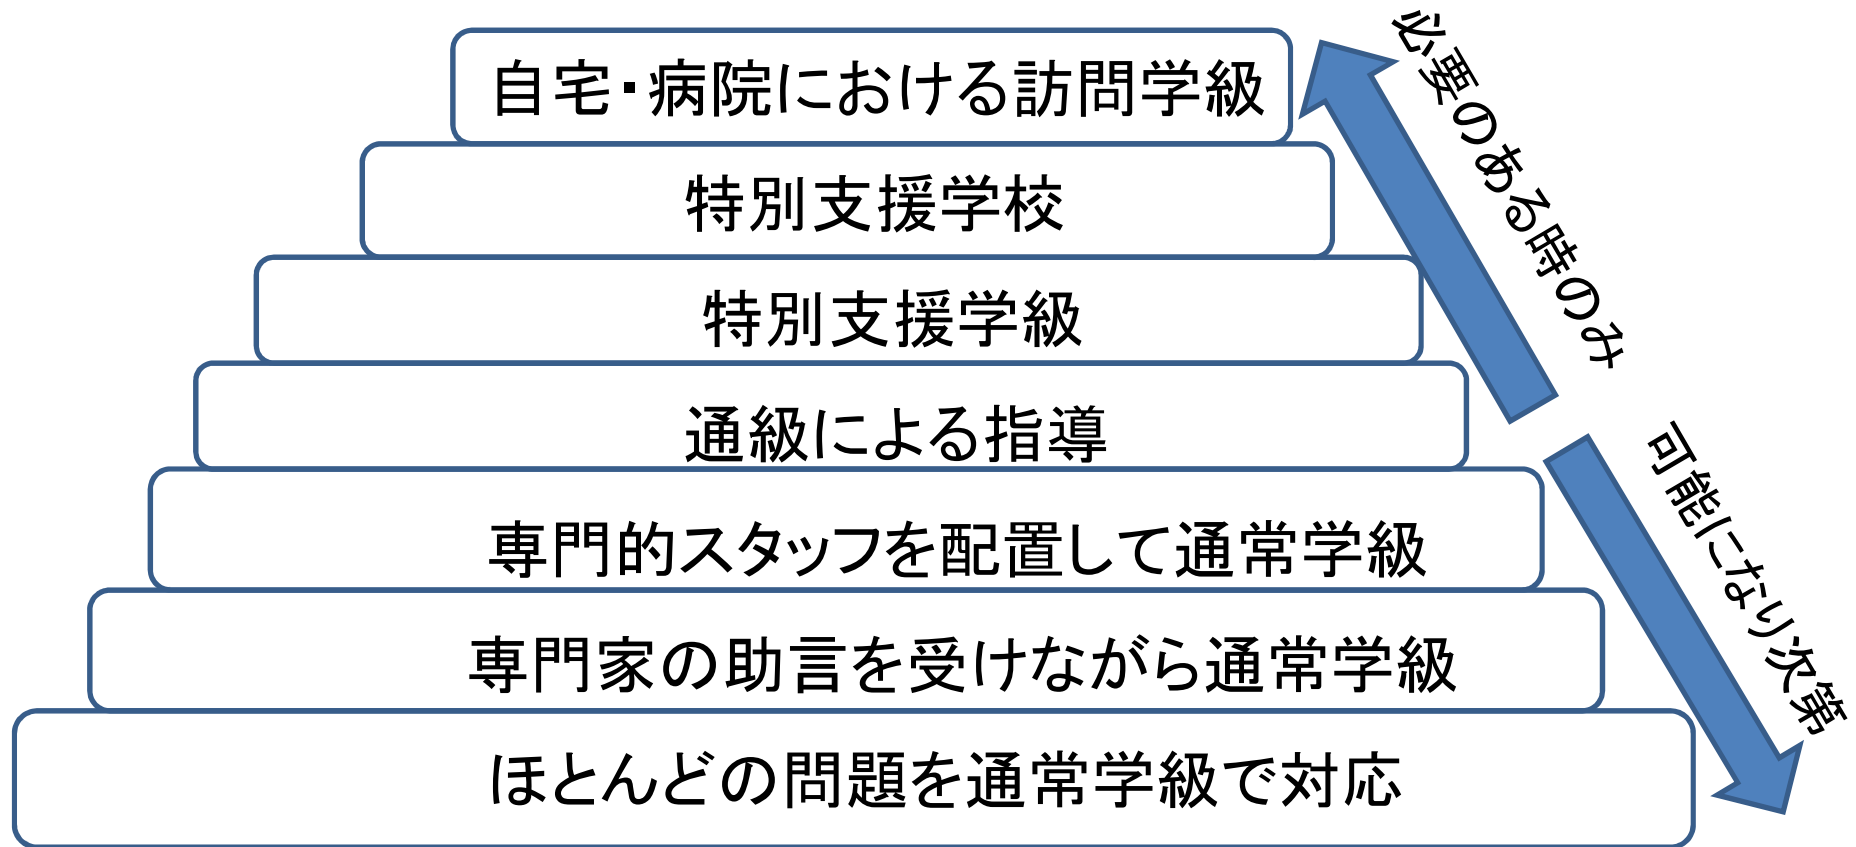 自宅・病院における訪問学級
特別支援学校
特別支援学級
通級による指導
専門的スタッフを配置して通常学級
専門家の助言を受けながら通常学級
ほとんどの問題を通常学級で対応
必要のある時のみ
可能になり次第